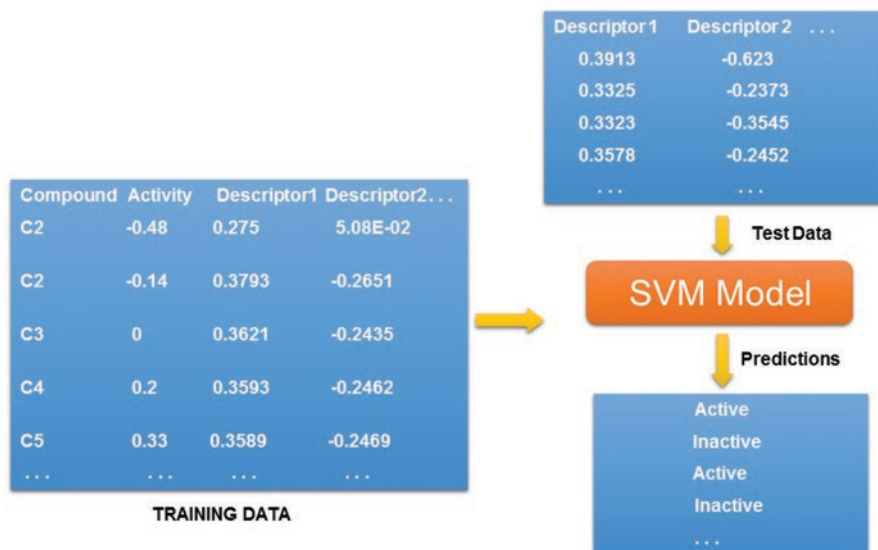 Compound Activity Descriptor1 Descriptor2...
C2 -0.48 0.275 5.08E-02
C2 -0.14 0.3793 -0.2651
C3 0 0.3621 -0.2435
C4 0.2 0.3593 -0.2462
C5 0.33 0.3589 -0.2469
... ... ... ...
TRAINING DATA
Descriptor1 Descriptor 2 ...
0.3913 -0.623
0.3325 -0.2373
0.3323 -0.3545
0.3578 -0.2452
... ...
Test Data
SVM Model
Predictions
Active
Inactive
Active
Inactive
...